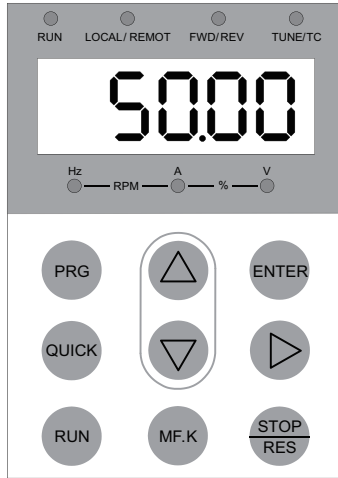 RUN LOCAL/REMOT FWD/REV TUNE/TC
50.00
Hz A V
RPM %
PRG ENTER
QUICK
RUN MF.K STOP
RES